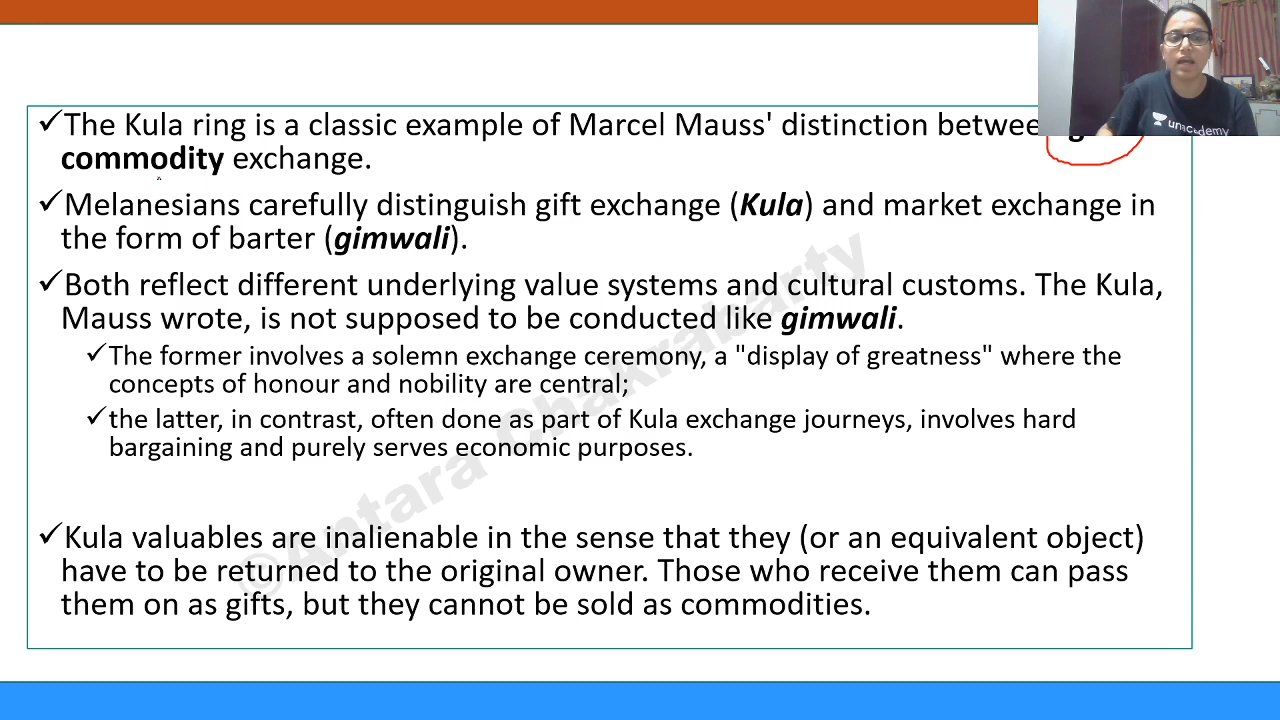 ✓The Kula ring is a classic example of Marcel Mauss' distinction
commodity exchange.
✓Melanesians carefully distinguish gift exchange (Kula) and market exchange in
the form of barter (gimwali).
✓Both reflect different underlying value systems and cultural customs. The Kula,
Mauss wrote, is not supposed to be conducted like gimwali.
✓The former involves a solemn exchange ceremony, a "display of greatness" where the
concepts of honour and nobility are central;
✓the latter, in contrast, often done as part of Kula exchange journeys, involves hard
bargaining and purely serves economic purposes.
✓Kula valuables are inalienable in the sense that they (or an equivalent object)
have to be returned to the original owner. Those who receive them can pass
them on as gifts, but they cannot be sold as commodities.
©Antara Chakrabarty
unacademy